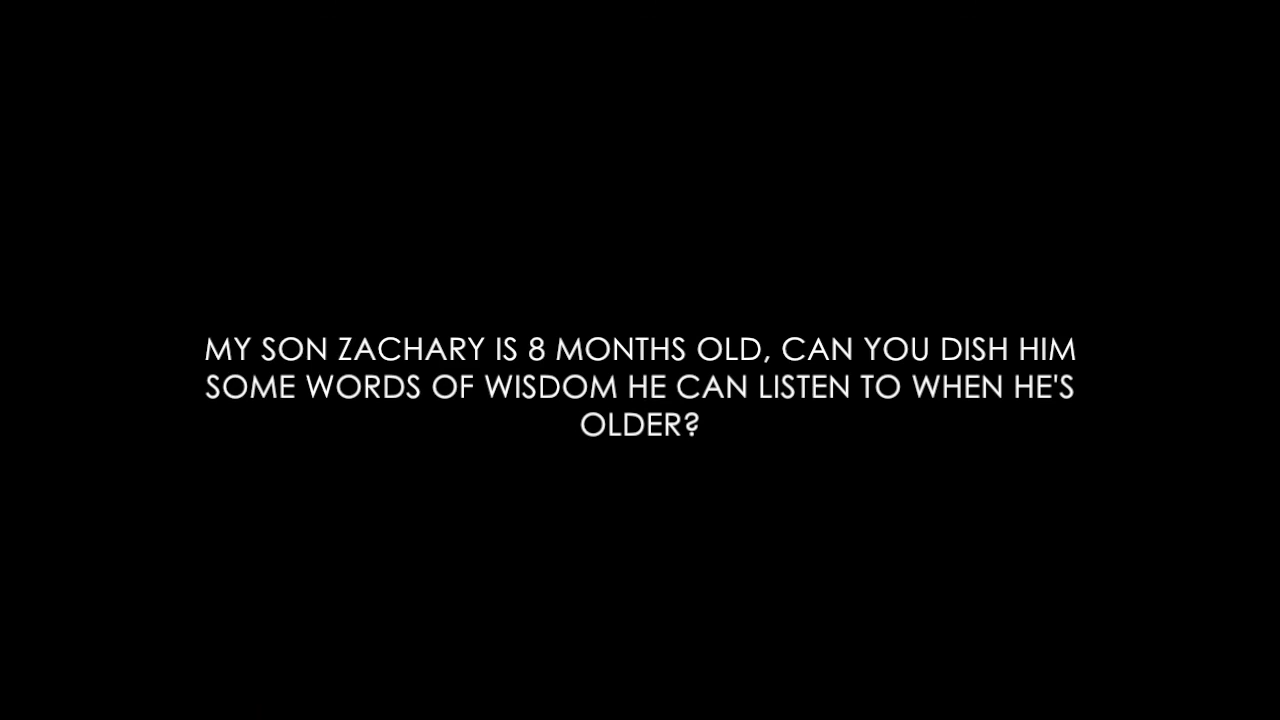 MY SON ZACHARY IS 8 MONTHS OLD, CAN YOU DISH HIM
SOME WORDS OF WISDOM HE CAN LISTEN TO WHEN HE'S
OLDER?